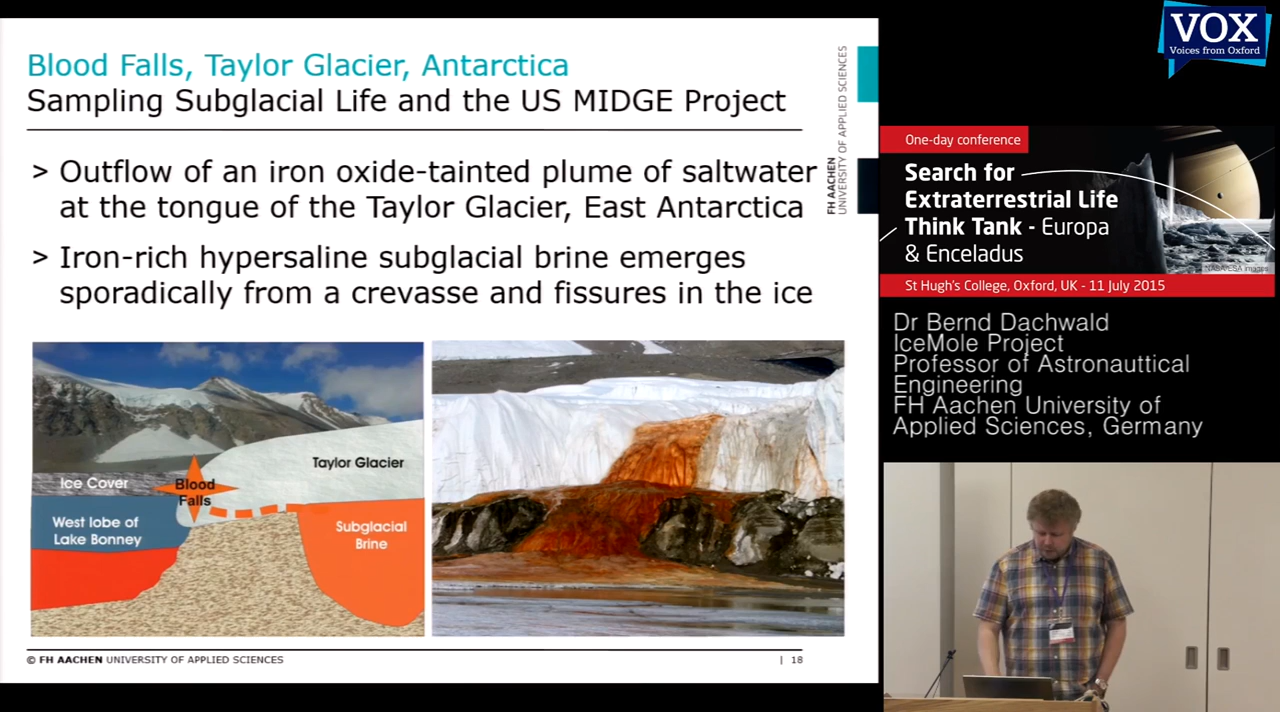 Blood Falls, Taylor Glacier, Antarctica
Sampling Subglacial Life and the US MIDGE Project
> Outflow of an iron oxide-tainted plume of saltwater
at the tongue of the Taylor Glacier, East Antarctica
> Iron-rich hypersaline subglacial brine emerges
sporadically from a crevasse and fissures in the ice
Taylor Glacier
Ice Cover
Blood
Falls
West lobe of
Lake Bonney
Subglacial
Brine
© FH AACHEN UNIVERSITY OF APPLIED SCIENCES
| 18
FH AACHEN
UNIVERSITY OF APPLIED SCIENCES
VOX
Voices from Oxford
One-day conference
Search for
Extraterrestrial Life
Think Tank - Europa
& Enceladus
NASA/ESA images
St Hugh's College, Oxford, UK - 11 July 2015
Dr Bernd Dachwald
IceMole Project
Professor of Astronauttical
Engineering
FH Aachen University of
Applied Sciences, Germany